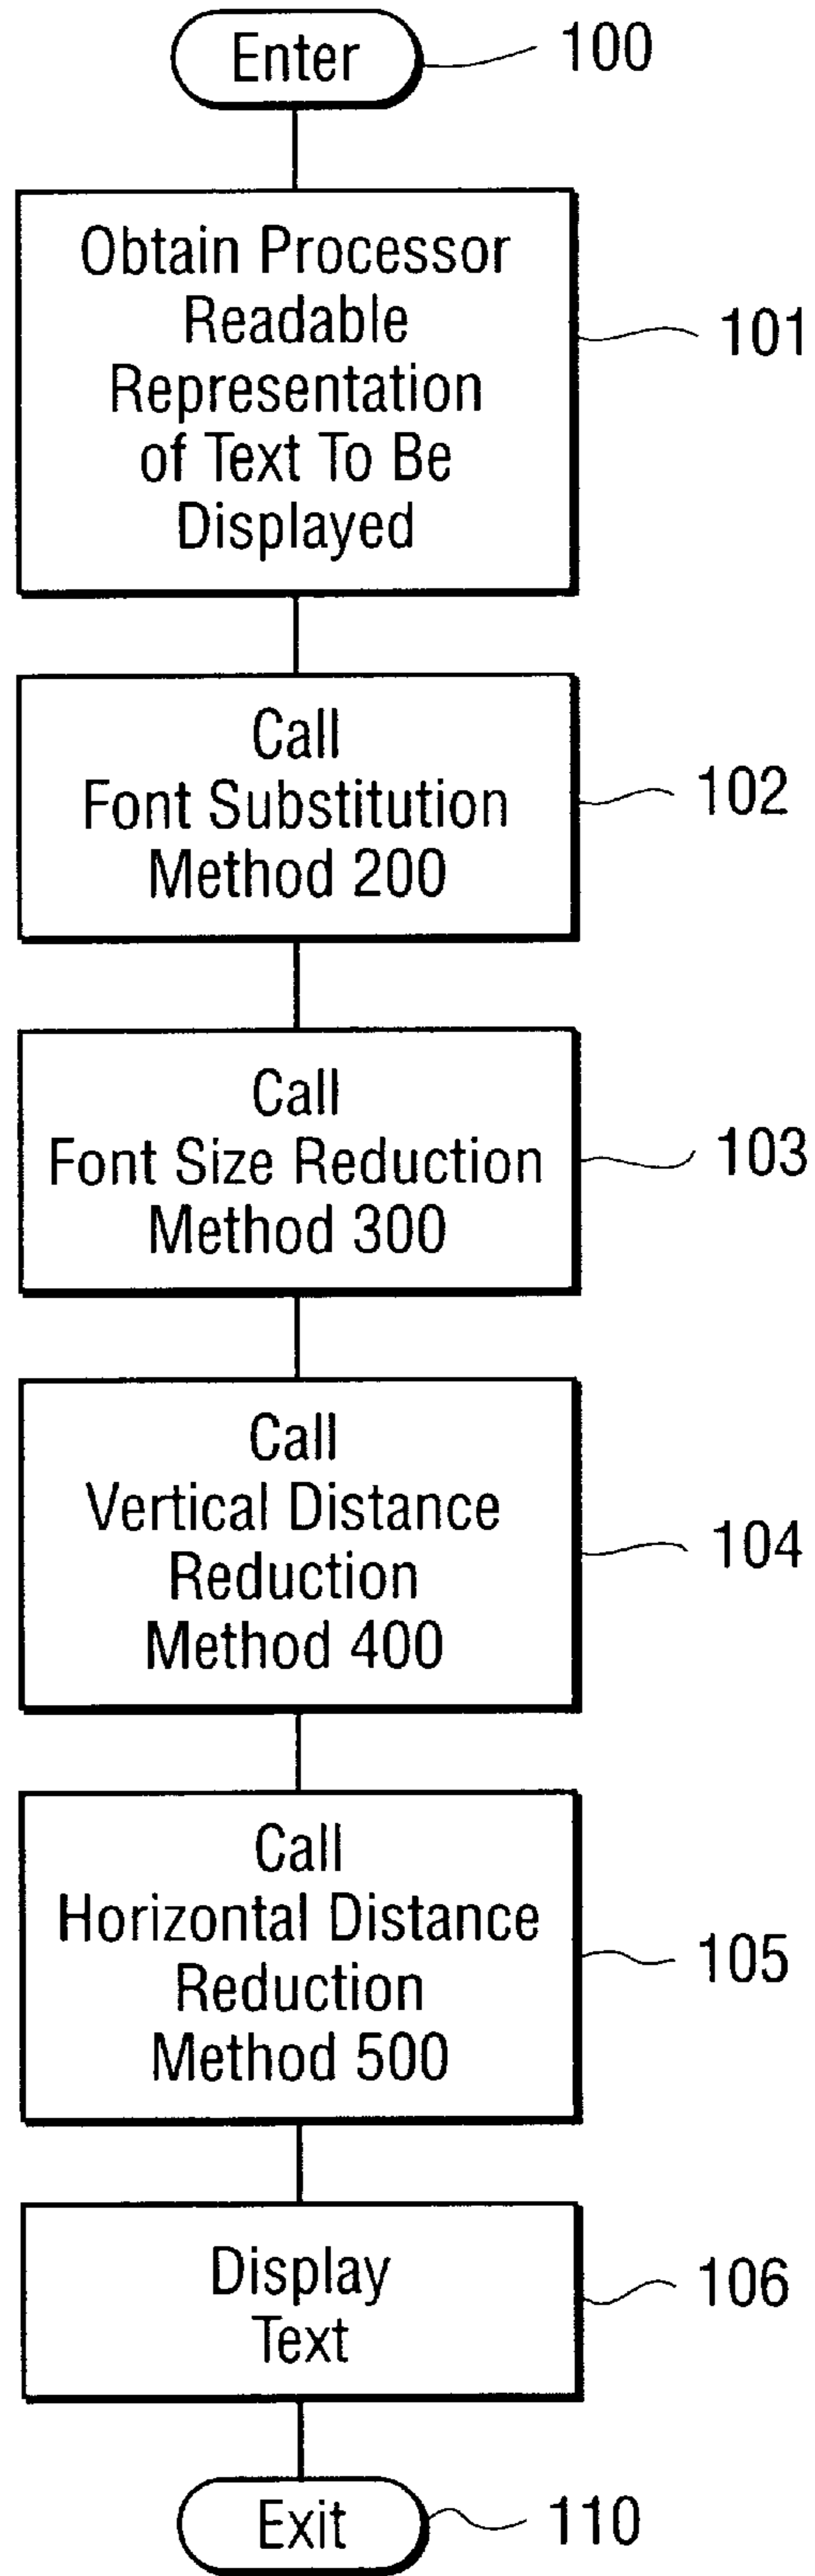 Enter
100
Obtain Processor
Readable
Representation
of Text To Be
Displayed
101
Call
Font Substitution
Method 200
102
Call
Font Size Reduction
Method 300
103
Call
Vertical Distance
Reduction
Method 400
104
Call
Horizontal Distance
Reduction
Method 500
105
Display
Text
106
Exit
110